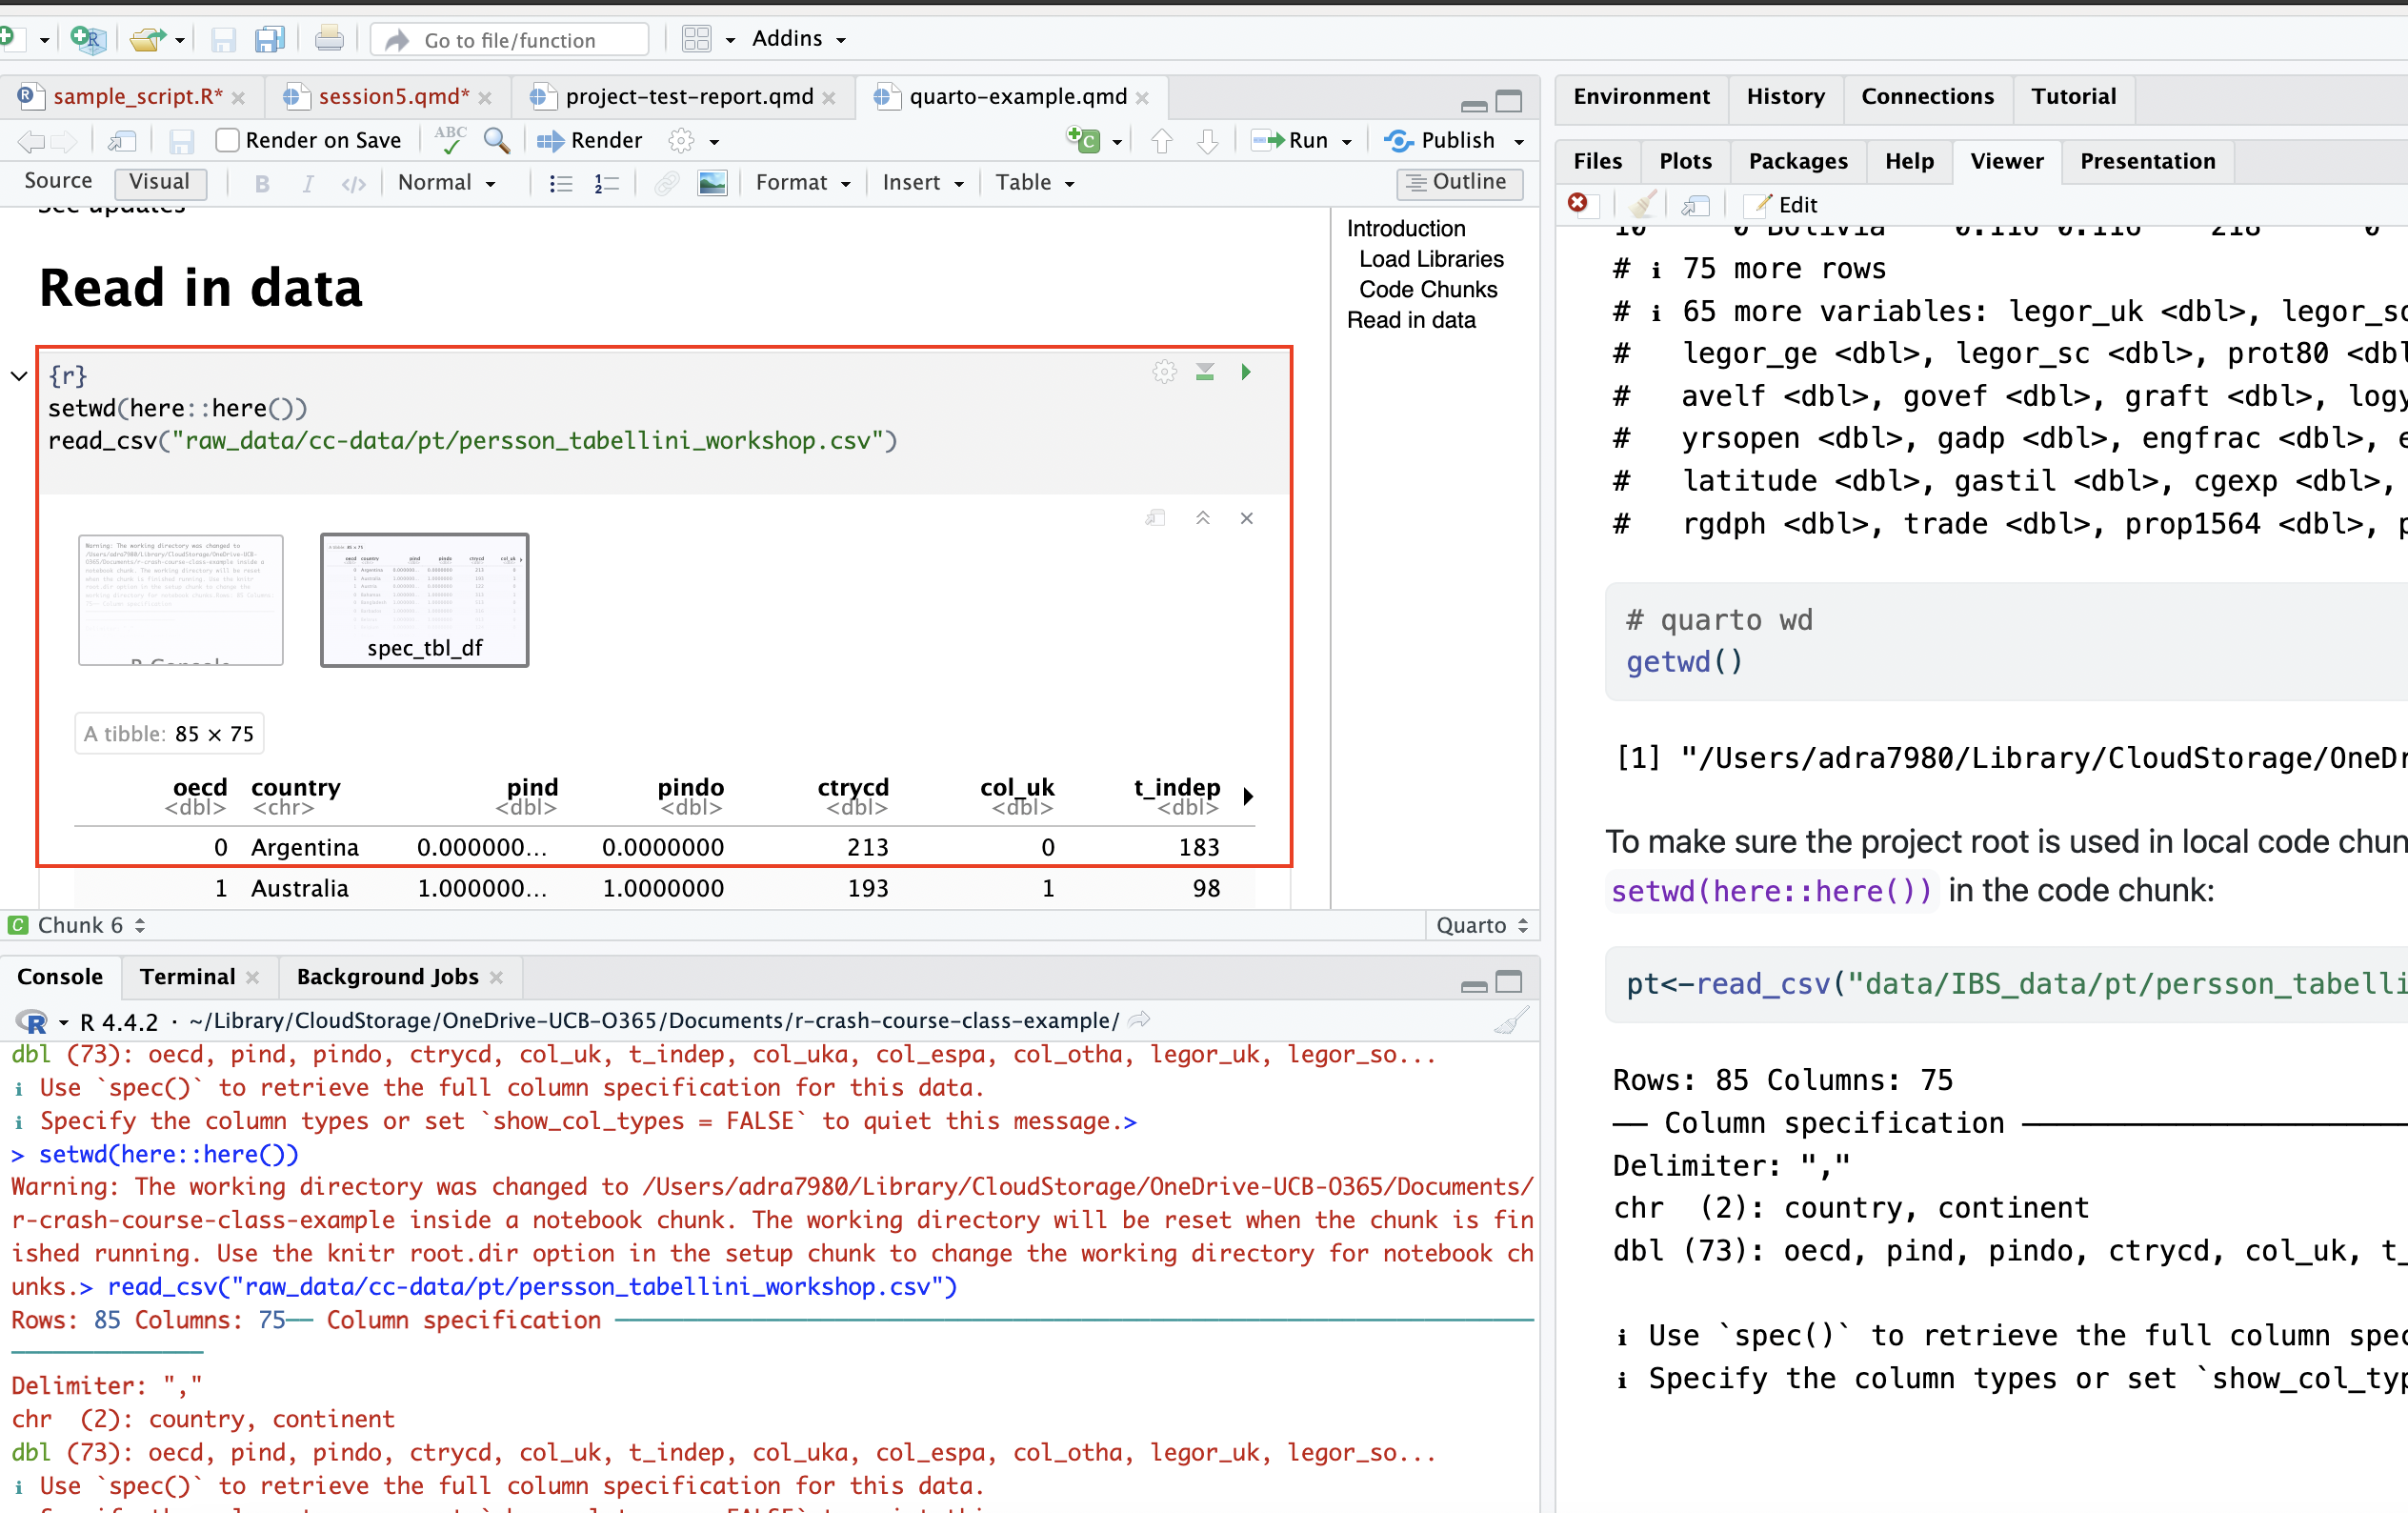 Go to file/function
Addins
sample_script.R*
session5.qmd*
project-test-report.qmd
quarto-example.qmd
Render on Save
ABC
Render
Run
Publish
Source
Visual
B
I
</>
Normal
Format
Insert
Table
Outline
See updates
Read in data
{r}
setwd(here::here())
read_csv("raw_data/cc-data/pt/persson_tabellini_workshop.csv")
R Console
spec_tbl_df
A tibble: 85 × 75
oecd country pind pindo ctrycd col_uk t_indep
<dbl> <chr> <dbl> <dbl> <dbl> <dbl> <dbl>
0 Argentina 0.000000... 0.0000000 213 0 183
1 Australia 1.000000... 1.0000000 193 1 98
Introduction
Load Libraries
Code Chunks
Read in data
C Chunk 6
Quarto
Console
Terminal
Background Jobs
R 4.4.2 · ~/Library/CloudStorage/OneDrive-UCB-O365/Documents/r-crash-course-class-example/
dbl (73): oecd, pind, pindo, ctrycd, col_uk, t_indep, col_uka, col_espa, col_otha, legor_uk, legor_so...
ℹ Use `spec()` to retrieve the full column specification for this data.
ℹ Specify the column types or set `show_col_types = FALSE` to quiet this message.>
> setwd(here::here())
Warning: The working directory was changed to /Users/adra7980/Library/CloudStorage/OneDrive-UCB-O365/Documents/
r-crash-course-class-example inside a notebook chunk. The working directory will be reset when the chunk is fin
ished running. Use the knitr root.dir option in the setup chunk to change the working directory for notebook ch
unks.> read_csv("raw_data/cc-data/pt/persson_tabellini_workshop.csv")
Rows: 85 Columns: 75── Column specification ──────────
Delimiter: ","
chr (2): country, continent
dbl (73): oecd, pind, pindo, ctrycd, col_uk, t_indep, col_uka, col_espa, col_otha, legor_uk, legor_so...
ℹ Use `spec()` to retrieve the full column specification for this data.
Environment
History
Connections
Tutorial
Files
Plots
Packages
Help
Viewer
Presentation
Edit
10 0 Bolivia 0.116 0.116 218 0
# ℹ 75 more rows
# ℹ 65 more variables: legor_uk <dbl>, legor_so
# legor_ge <dbl>, legor_sc <dbl>, prot80 <dbl
# avelf <dbl>, govef <dbl>, graft <dbl>, logy
# yrsopen <dbl>, gadp <dbl>, engfrac <dbl>, e
# latitude <dbl>, gastil <dbl>, cgexp <dbl>,
# rgdph <dbl>, trade <dbl>, prop1564 <dbl>, p
# quarto wd
getwd()
[1] "/Users/adra7980/Library/CloudStorage/OneDr
To make sure the project root is used in local code chun
setwd(here::here()) in the code chunk:
pt<-read_csv("data/IBS_data/pt/persson_tabelli
Rows: 85 Columns: 75
── Column specification ──────────
Delimiter: ","
chr (2): country, continent
dbl (73): oecd, pind, pindo, ctrycd, col_uk, t_
ℹ Use `spec()` to retrieve the full column spec
ℹ Specify the column types or set `show_col_typ